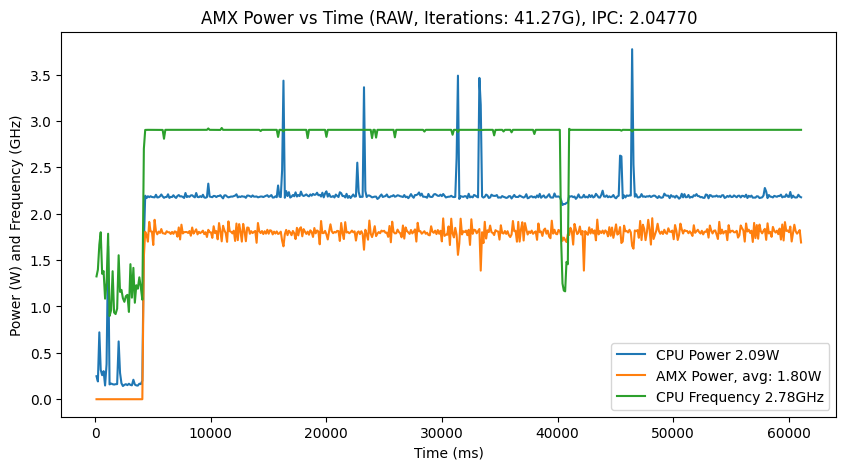 AMX Power vs Time (RAW, Iterations: 41.27G), IPC: 2.04770
Power (W) and Frequency (GHz)
3.5
3.0
2.5
2.0
1.5
1.0
0.5
0.0
CPU Power 2.09W
AMX Power, avg: 1.80W
CPU Frequency 2.78GHz
0 10000 20000 30000 40000 50000 60000
Time (ms)